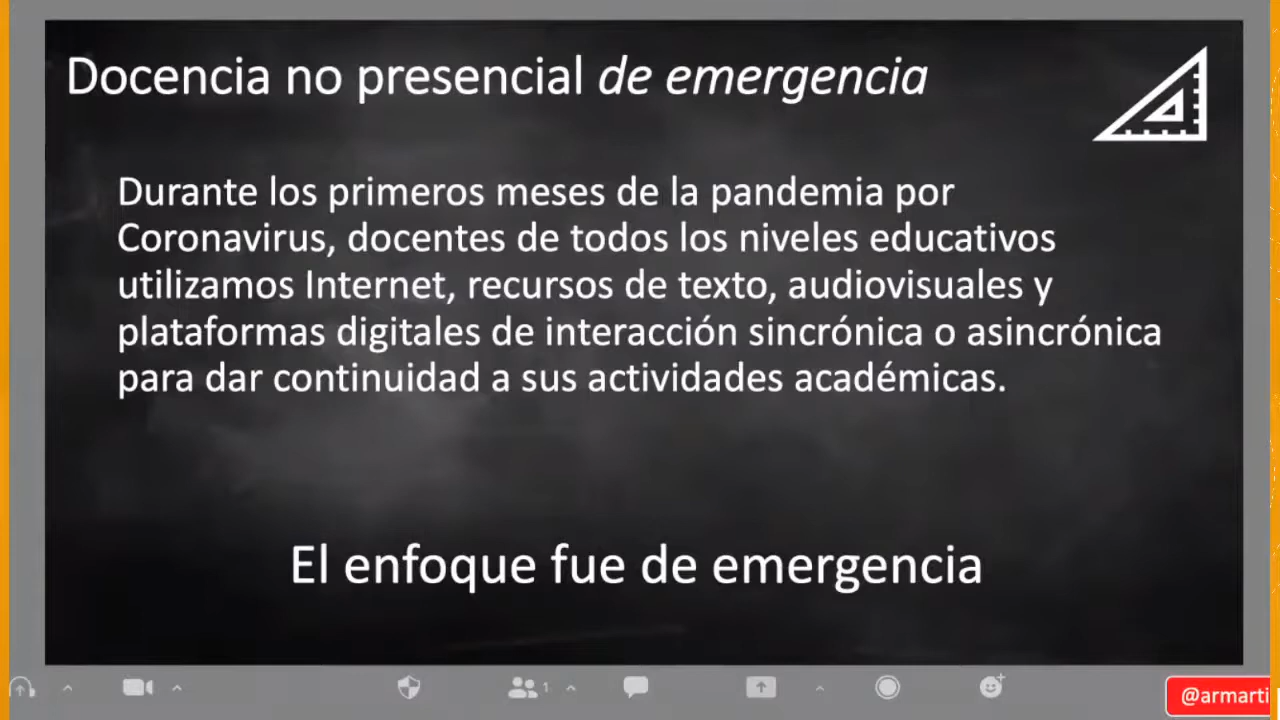 Docencia no presencial de emergencia
Durante los primeros meses de la pandemia por
Coronavirus, docentes de todos los niveles educativos
utilizamos Internet, recursos de texto, audiovisuales y
plataformas digitales de interacción sincrónica o asincrónica
para dar continuidad a sus actividades académicas.
El enfoque fue de emergencia
1
@armarti